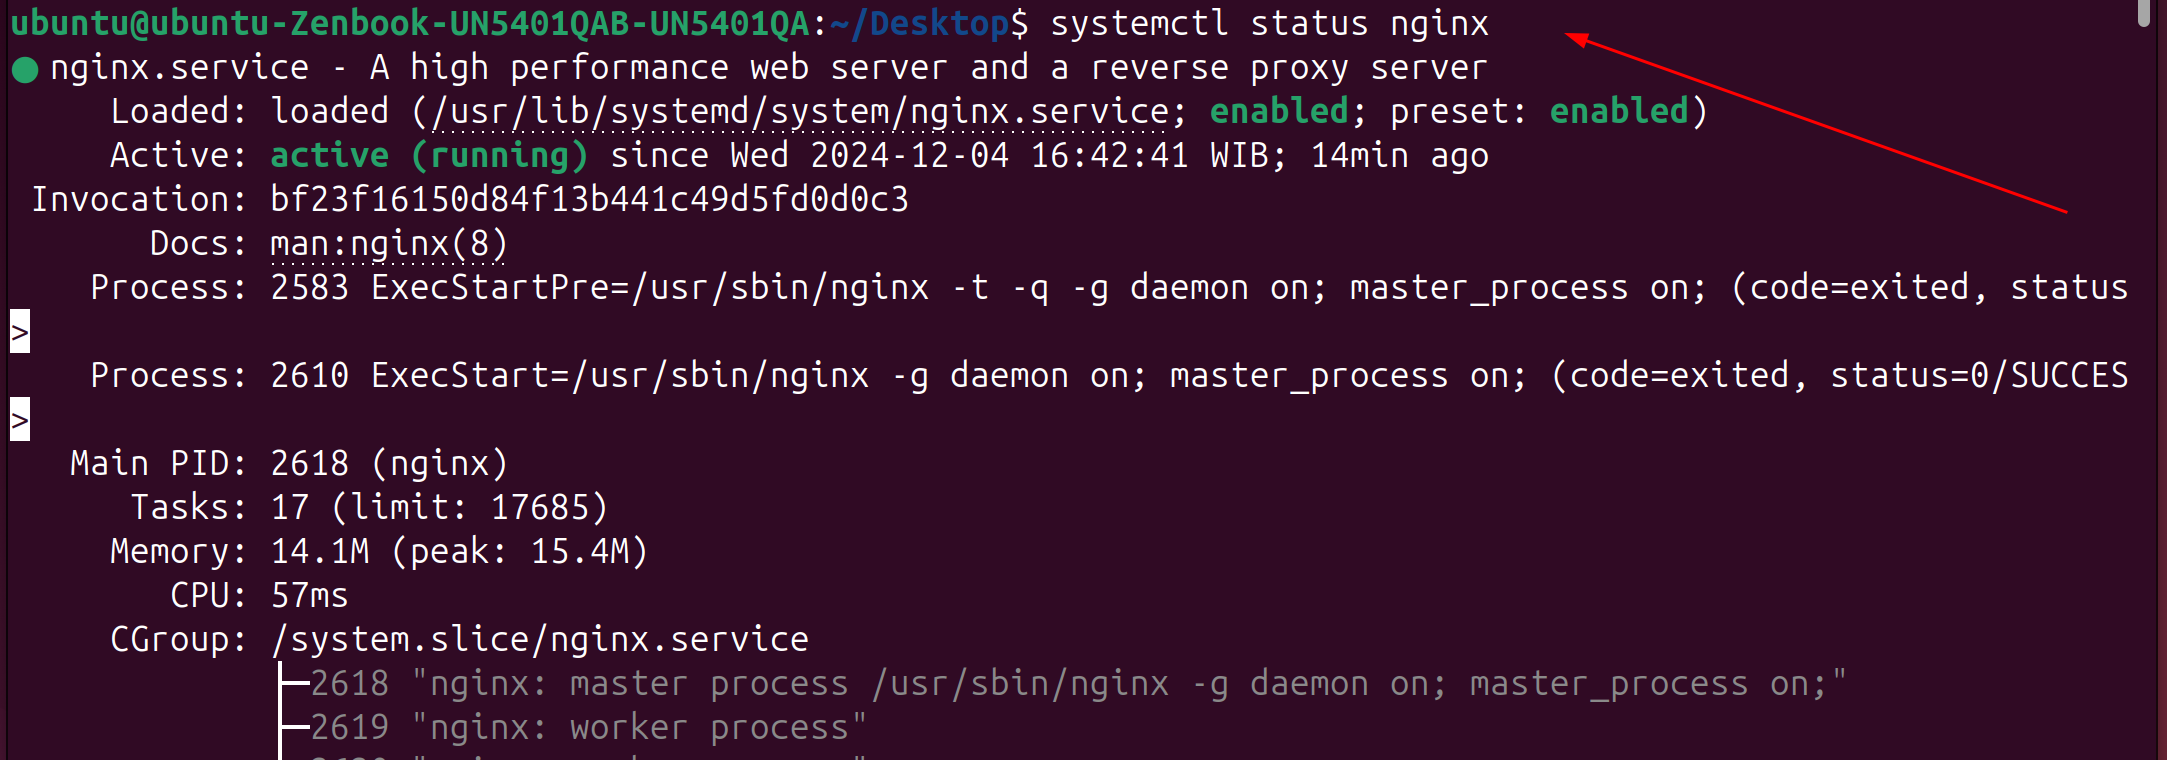 ubuntu@ubuntu-Zenbook-UN5401QAB-UN5401QA:~/Desktop$ systemctl status nginx
● nginx.service - A high performance web server and a reverse proxy server
Loaded: loaded (/usr/lib/systemd/system/nginx.service; enabled; preset: enabled)
Active: active (running) since Wed 2024-12-04 16:42:41 WIB; 14min ago
Invocation: bf23f16150d84f13b441c49d5fd0d0c3
Docs: man:nginx(8)
Process: 2583 ExecStartPre=/usr/sbin/nginx -t -q -g daemon on; master_process on; (code=exited, status
>
Process: 2610 ExecStart=/usr/sbin/nginx -g daemon on; master_process on; (code=exited, status=0/SUCCES
>
Main PID: 2618 (nginx)
Tasks: 17 (limit: 17685)
Memory: 14.1M (peak: 15.4M)
CPU: 57ms
CGroup: /system.slice/nginx.service
├─2618 "nginx: master process /usr/sbin/nginx -g daemon on; master_process on;"
├─2619 "nginx: worker process"